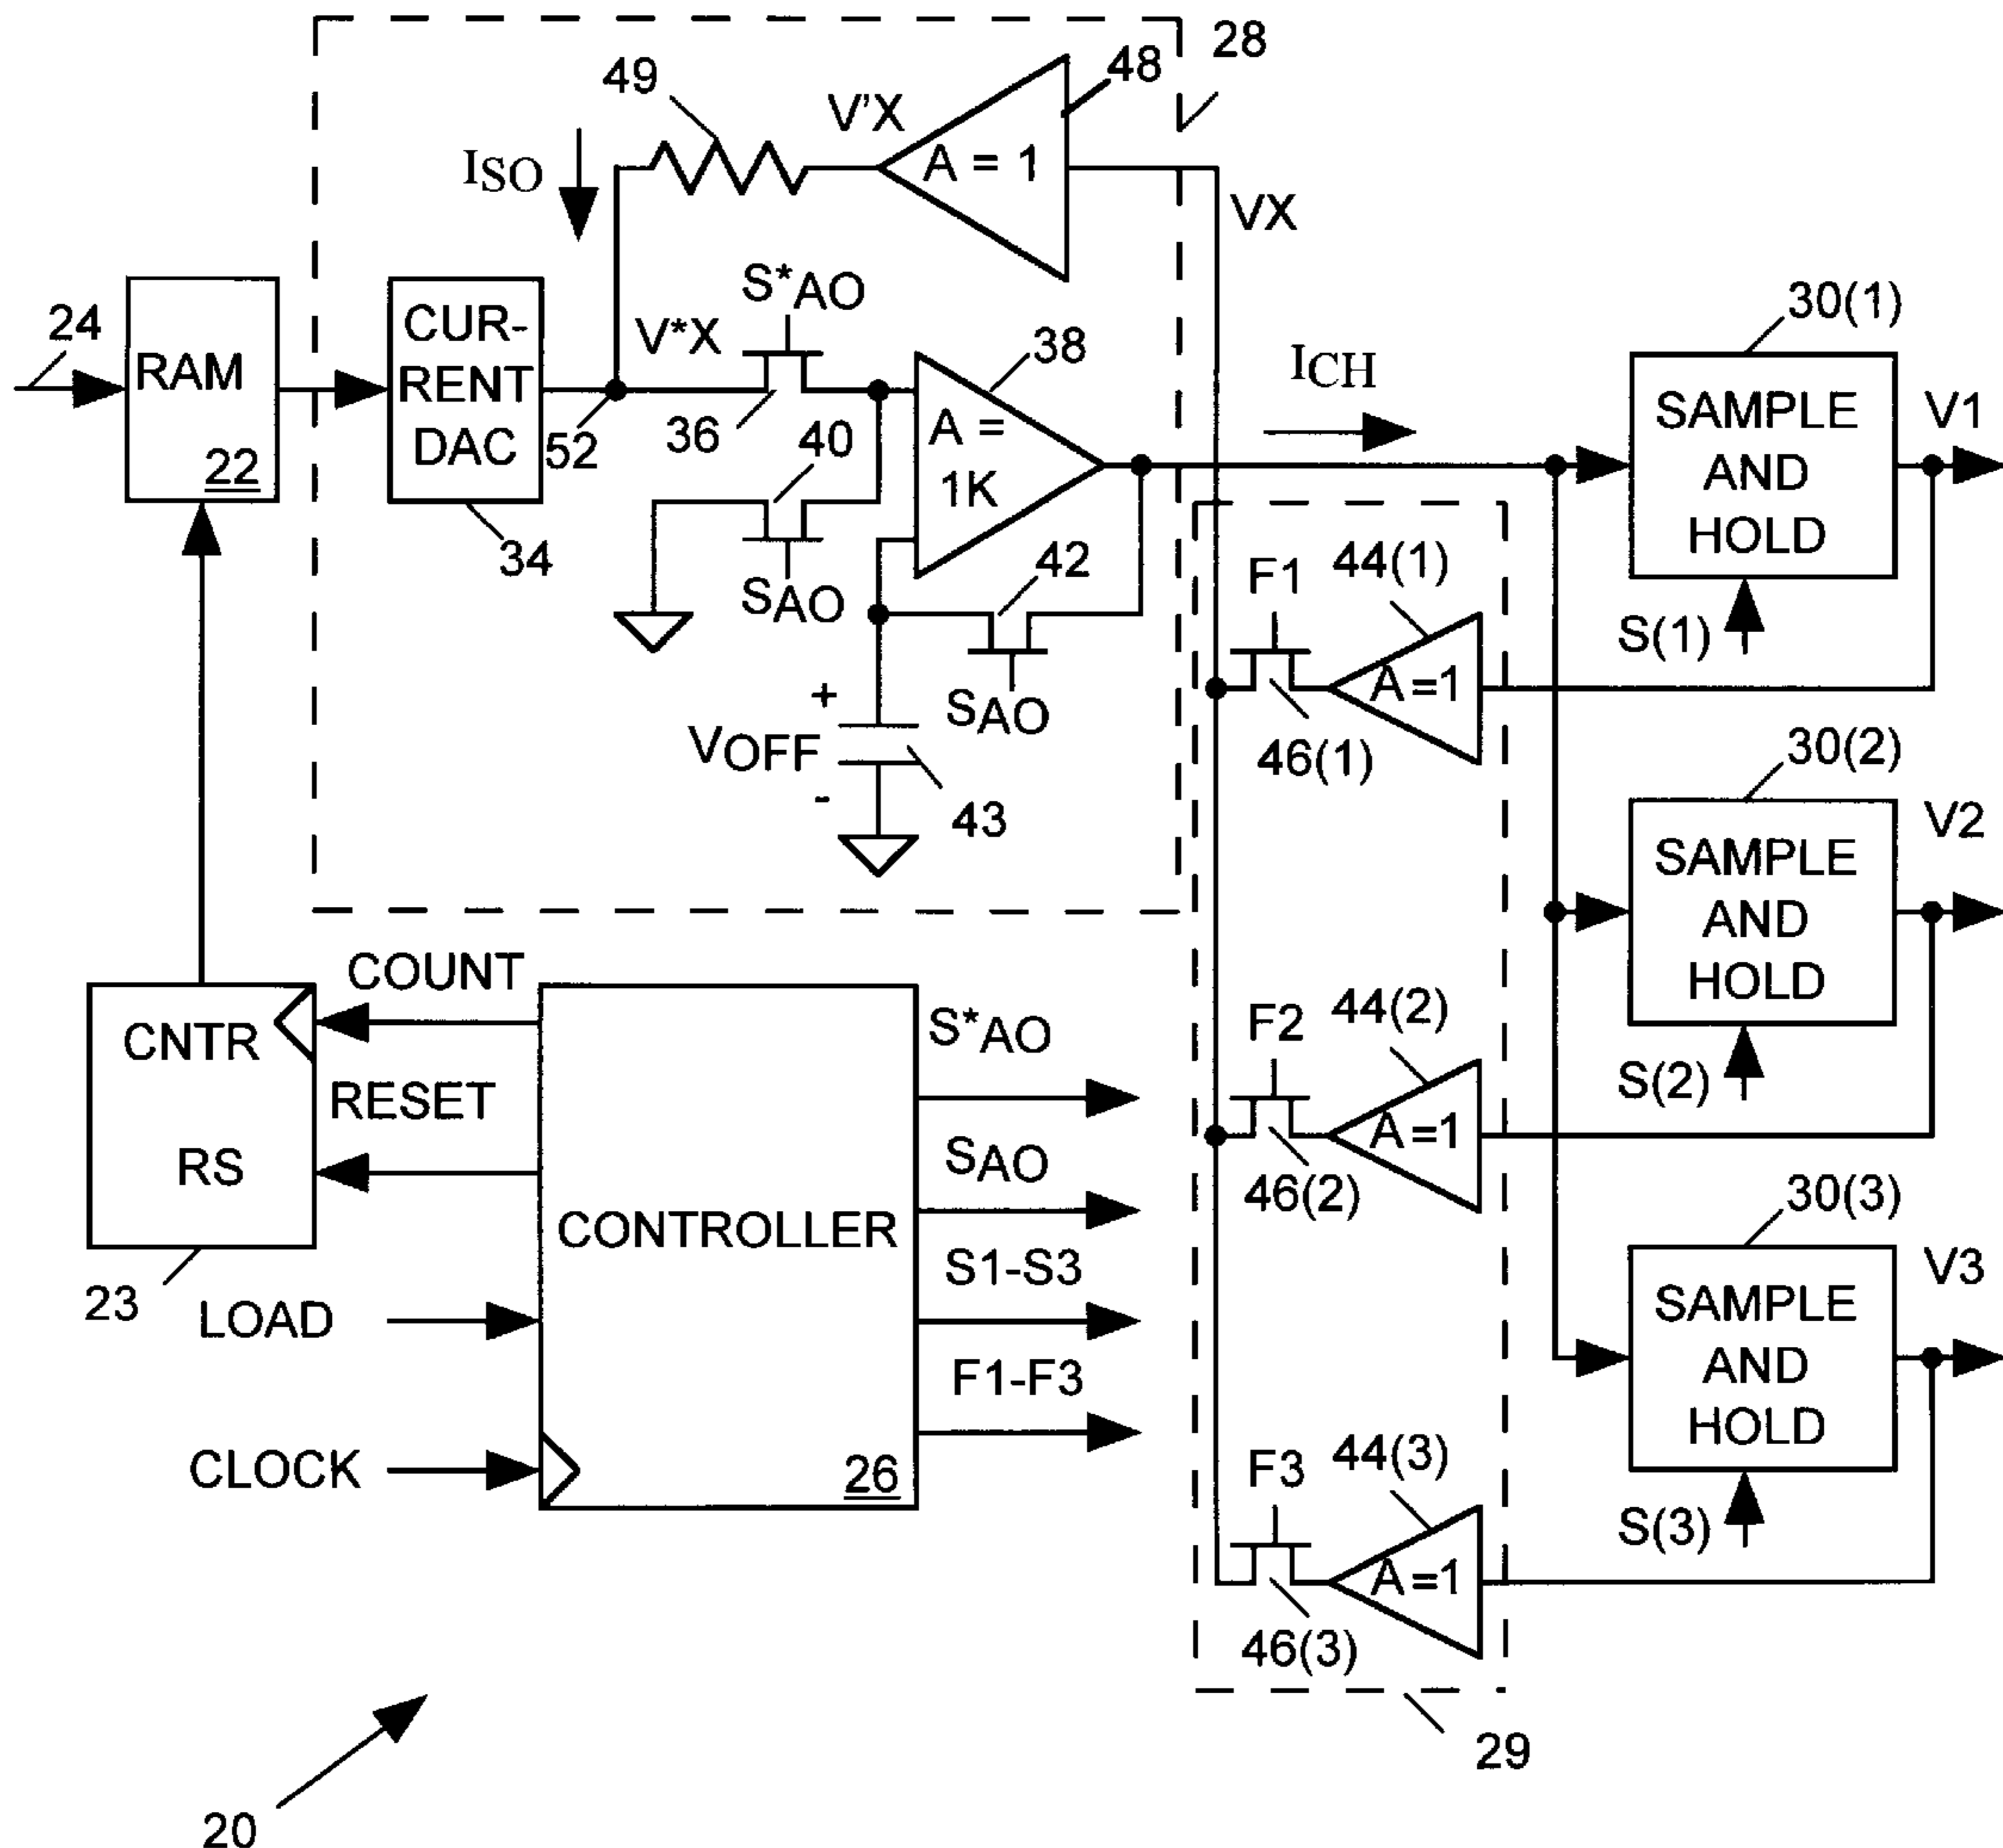 28
49
V'X
48
A = 1
ISO
VX
24
RAM
22
CUR-
RENT
DAC
34
V*X
52
S*AO
36
40
SAO
38
A =
1K
42
SAO
+
VOFF
-
43
ICH
30(1)
SAMPLE
AND
HOLD
V1
S(1)
F1
44(1)
A =1
46(1)
30(2)
SAMPLE
AND
HOLD
V2
S(2)
F2
44(2)
A =1
46(2)
30(3)
SAMPLE
AND
HOLD
V3
S(3)
F3
44(3)
A =1
46(3)
29
COUNT
CNTR
RESET
RS
23
LOAD
CLOCK
CONTROLLER
26
S*AO
SAO
S1-S3
F1-F3
20